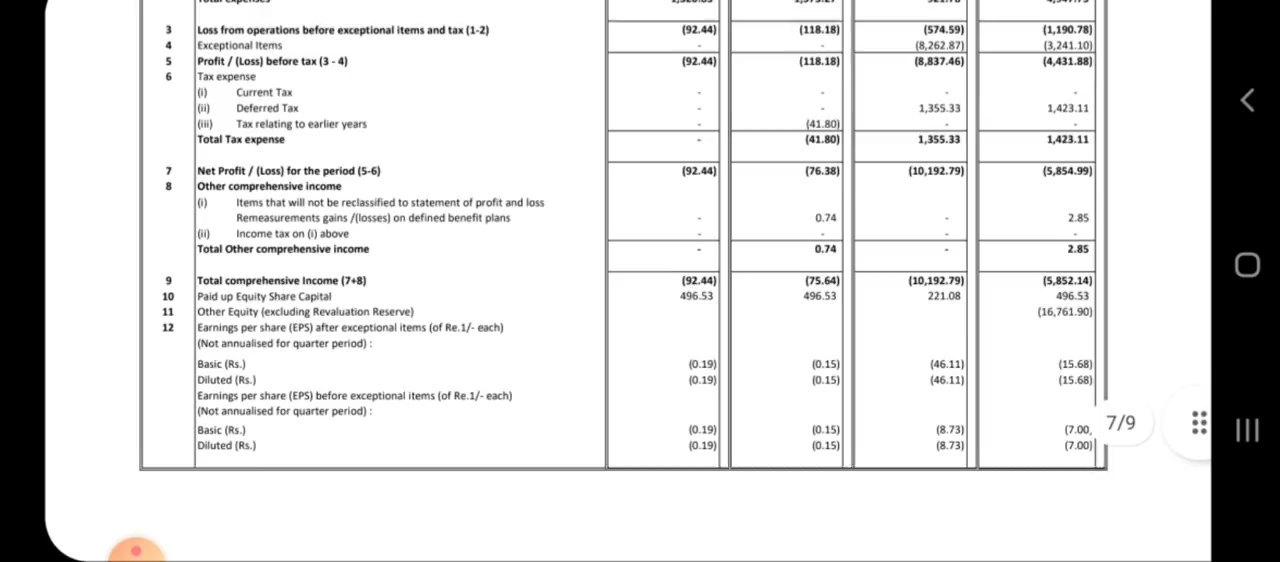 3 Loss from operations before exceptional items and tax (1-2) (92.44) (118.18) (574.59) (1,190.78)
4 Exceptional Items - - (8,262.87) (3,241.10)
5 Profit / (Loss) before tax (3 - 4) (92.44) (118.18) (8,837.46) (4,431.88)
6 Tax expense
(i) Current Tax - - - -
(ii) Deferred Tax - - 1,355.33 1,423.11
(iii) Tax relating to earlier years - (41.80) - -
Total Tax expense - (41.80) 1,355.33 1,423.11
7 Net Profit / (Loss) for the period (5-6) (92.44) (76.38) (10,192.79) (5,854.99)
8 Other comprehensive income
(i) Items that will not be reclassified to statement of profit and loss
Remeasurements gains /(losses) on defined benefit plans - 0.74 - 2.85
(ii) Income tax on (i) above - - - -
Total Other comprehensive income - 0.74 - 2.85
9 Total comprehensive Income (7+8) (92.44) (75.64) (10,192.79) (5,852.14)
10 Paid up Equity Share Capital 496.53 496.53 221.08 496.53
11 Other Equity (excluding Revaluation Reserve) (16,761.90)
12 Earnings per share (EPS) after exceptional items (of Re.1/- each)
(Not annualised for quarter period) :
Basic (Rs.) (0.19) (0.15) (46.11) (15.68)
Diluted (Rs.) (0.19) (0.15) (46.11) (15.68)
Earnings per share (EPS) before exceptional items (of Re.1/- each)
(Not annualised for quarter period) :
Basic (Rs.) (0.19) (0.15) (8.73) (7.00,
Diluted (Rs.) (0.19) (0.15) (8.73) (7.00)
7/9